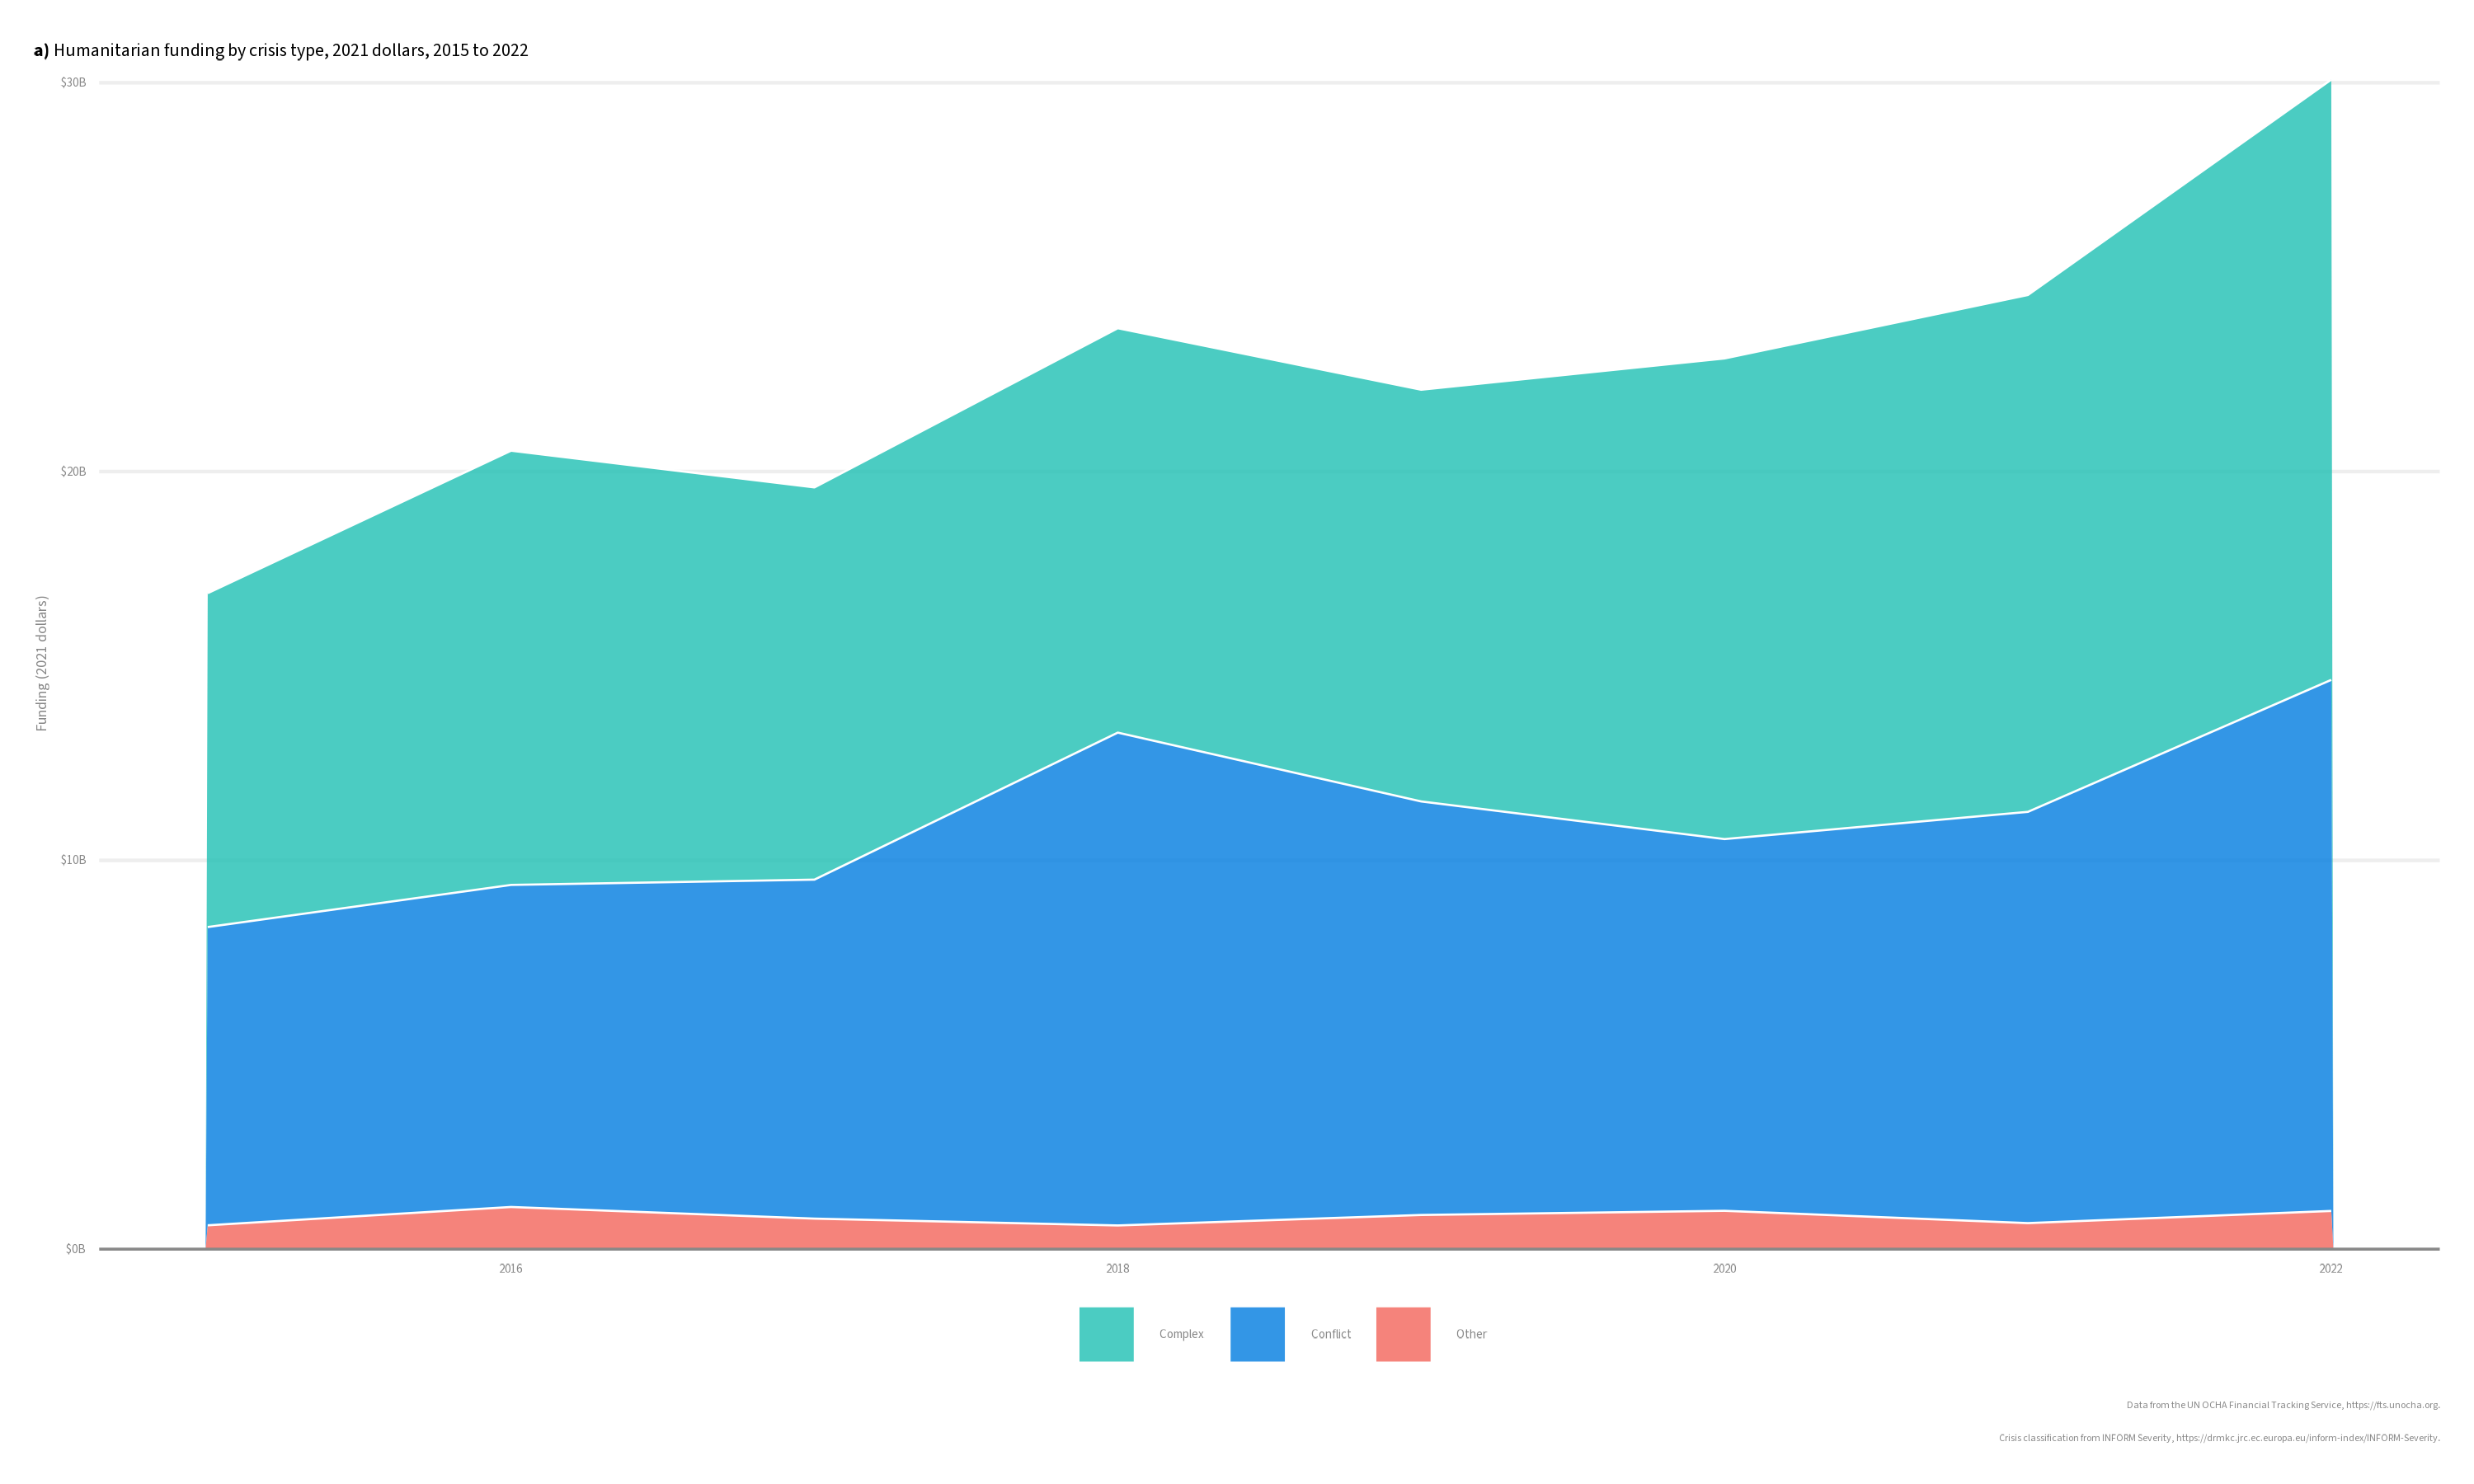 a) Humanitarian funding by crisis type, 2021 dollars, 2015 to 2022
$30B
$20B
$10B
$0B
Funding (2021 dollars)
2016 2018 2020 2022
Complex Conflict Other
Data from the UN OCHA Financial Tracking Service, https://fts.unocha.org.
Crisis classification from INFORM Severity, https://drmkc.jrc.ec.europa.eu/inform-index/INFORM-Severity.